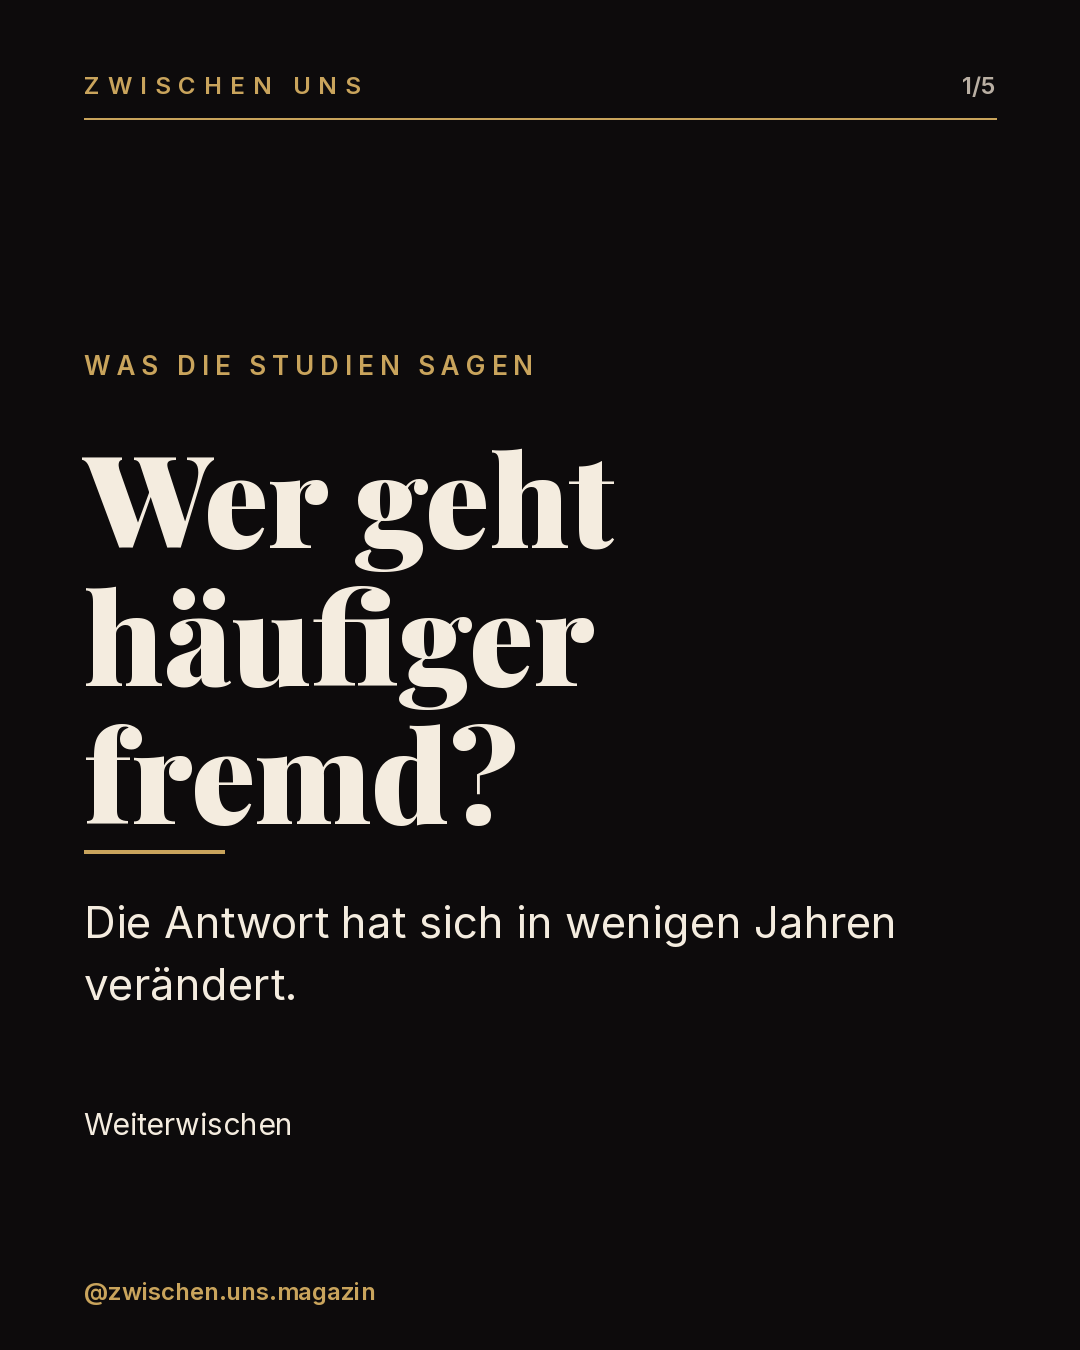 ZWISCHEN UNS
1/5
WAS DIE STUDIEN SAGEN
Wer geht
häufiger
fremd?
Die Antwort hat sich in wenigen Jahren
verändert.
Weiterwischen
@zwischen.uns.magazin